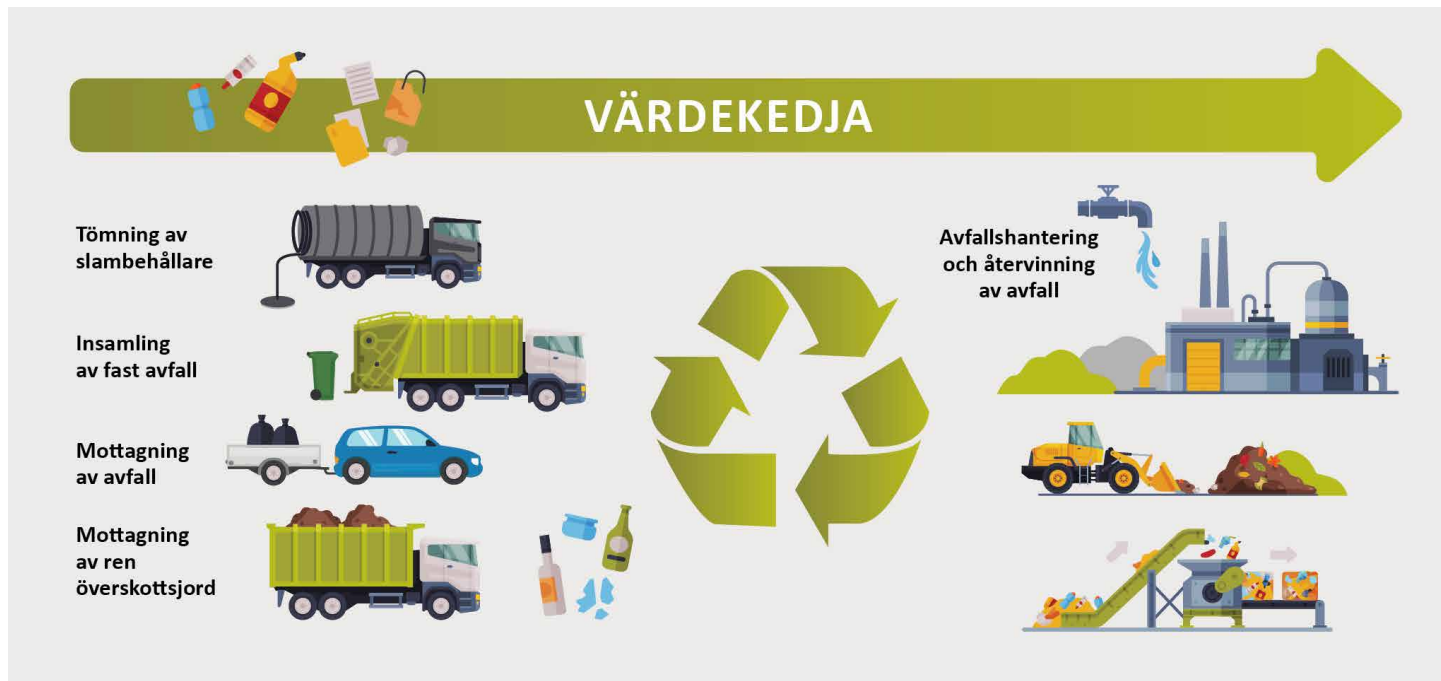 VÄRDEKEDJA
Tömning av
slambehållare
Insamling
av fast avfall
Mottagning
av avfall
Mottagning
av ren
överskottsjord
Avfallshantering
och återvinning
av avfall